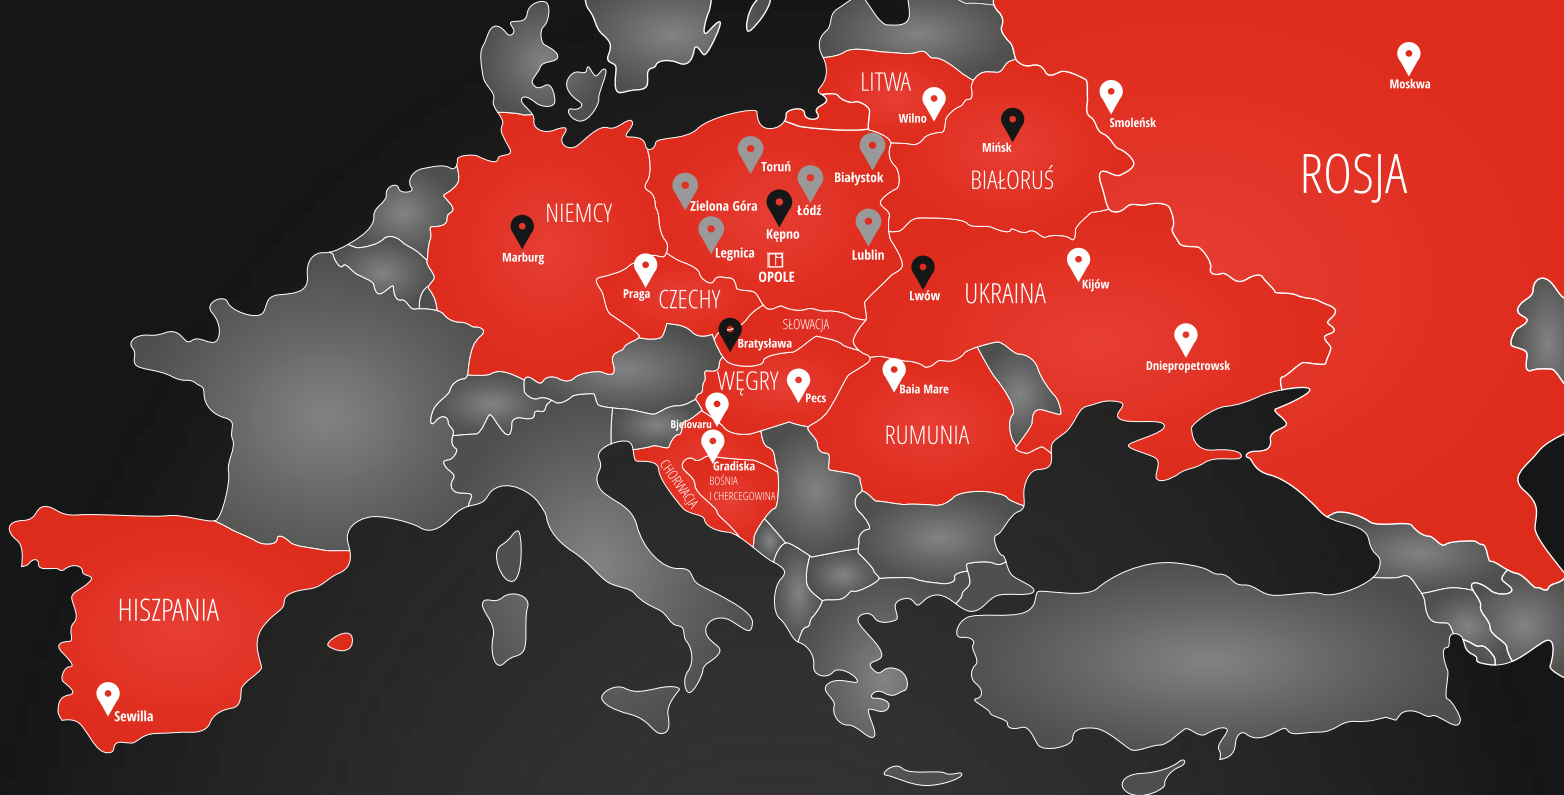 LITWA
Wilno
Moskwa
Smoleńsk
Mińsk
BIAŁORUŚ
ROSJA
Toruń
Białystok
Zielona Góra
Łódź
Kępno
Legnica
Lublin
OPOLE
NIEMCY
Marburg
Praga
CZECHY
Lwów
UKRAINA
Kijów
SŁOWACJA
Bratysława
Dniepropetrowsk
WĘGRY
Pecs
Baia Mare
RUMUNIA
Bjelovaru
Gradiska
BOŚNIA
I CHERCEGOWINA
CHORWACJA
HISZPANIA
Sewilla